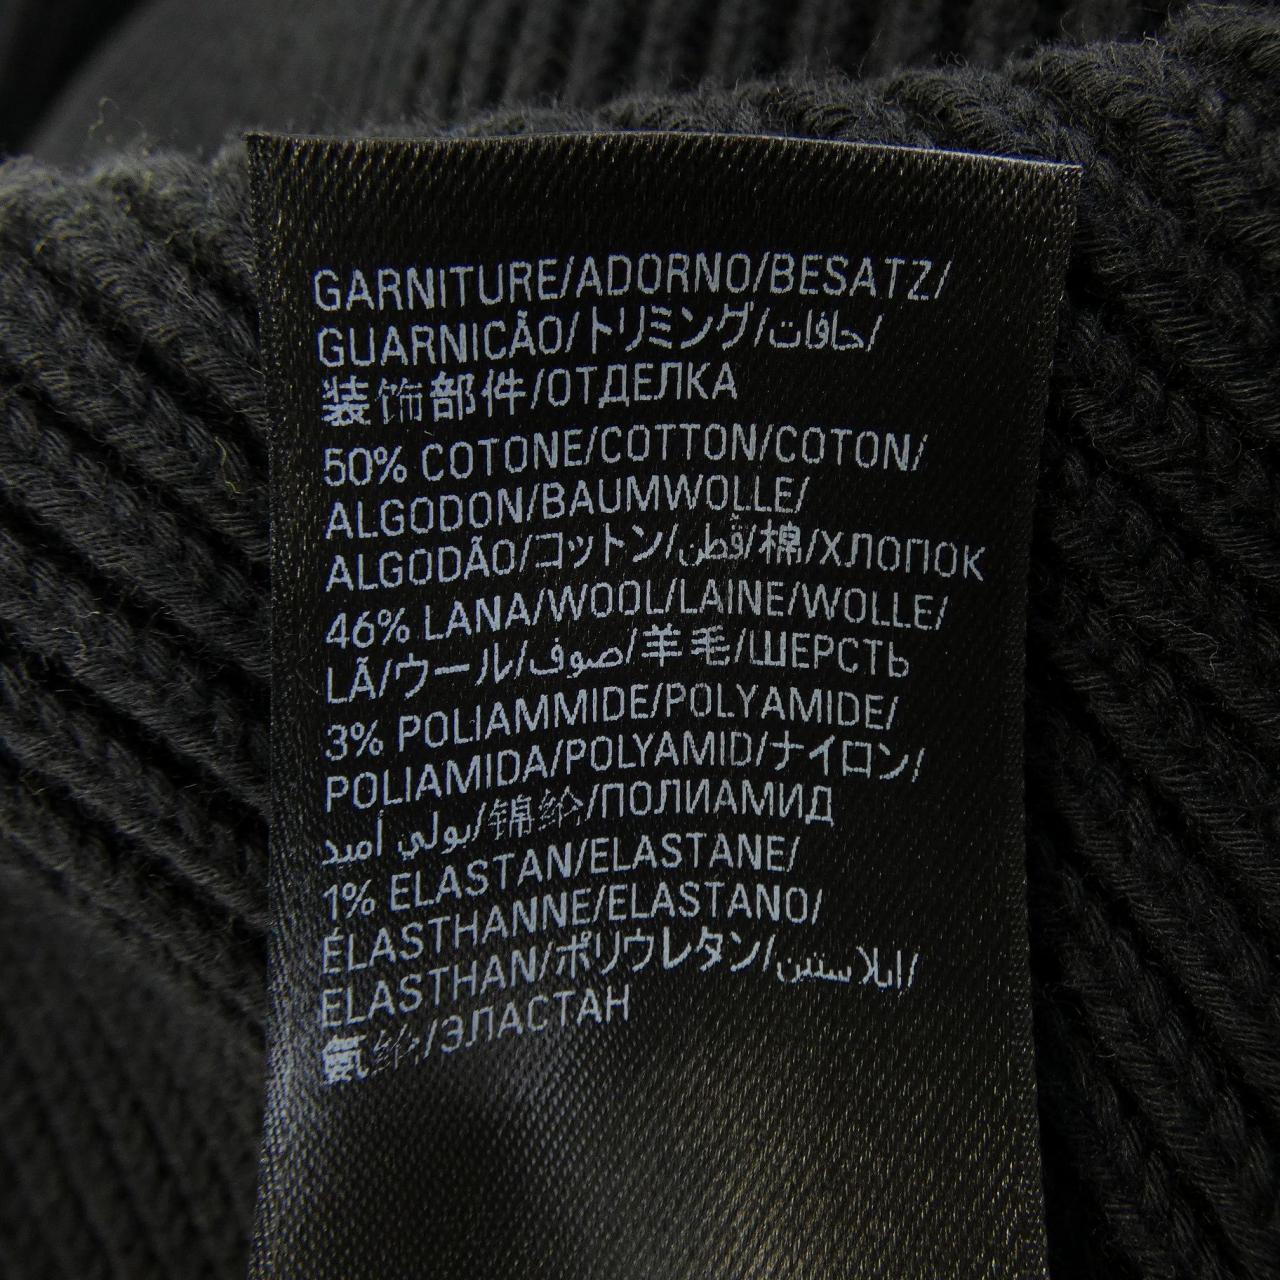 GARNITURE/ADORNO/BESATZ/
GUARNICÃO/トリミング/حافات/
装饰部件/ОТДЕЛКА
50% COTONE/COTTON/COTON/
ALGODON/BAUMWOLLE/
ALGODÃO/コットン/قطن/棉/ХЛОПОК
46% LANA/WOOL/LAINE/WOLLE/
LÃ/ウール/صوف/羊毛/ШЕРСТЬ
3% POLIAMMIDE/POLYAMIDE/
POLIAMIDA/POLYAMID/ナイロン/
بولي أميد/锦纶/ПОЛИАМИД
1% ELASTAN/ELASTANE/
ÉLASTHANNE/ELASTANO/
ELASTHAN/ポリウレタン/ايلاستين/
氨纶/ЭЛАСТАН